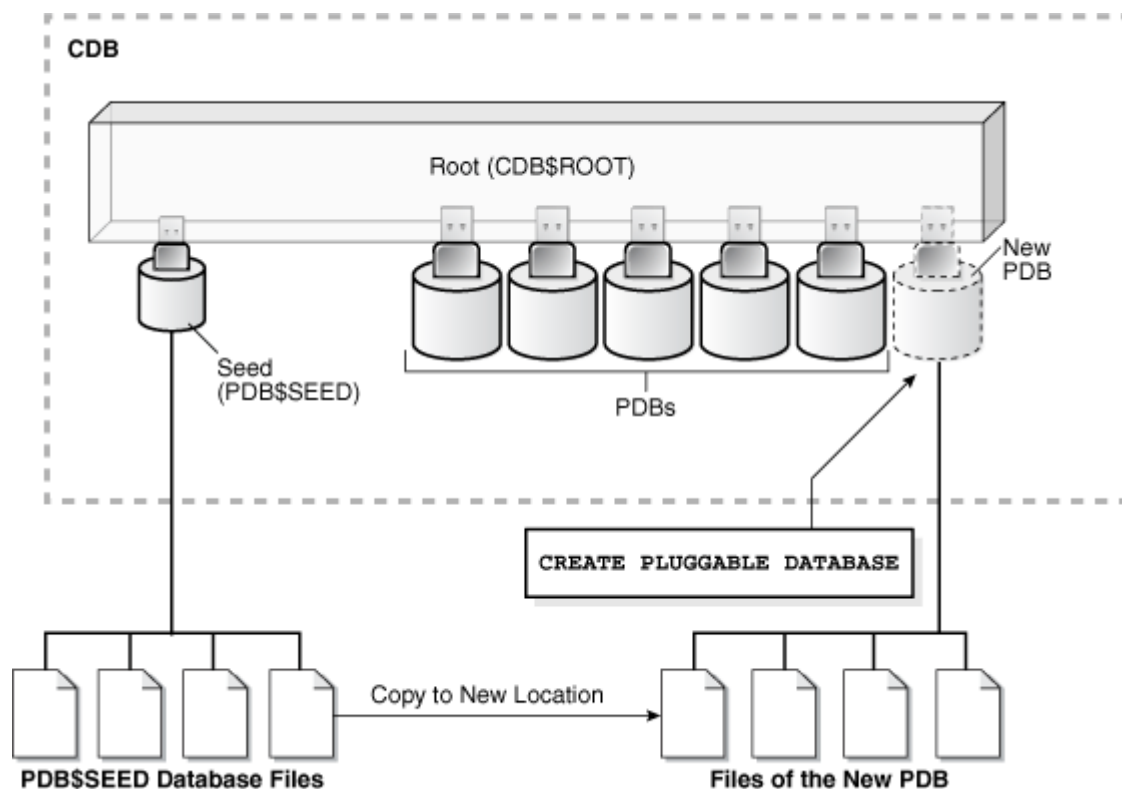 CDB
Root (CDB$ROOT)
New
PDB
Seed
(PDB$SEED)
PDBs
CREATE PLUGGABLE DATABASE
Copy to New Location
PDB$SEED Database Files
Files of the New PDB